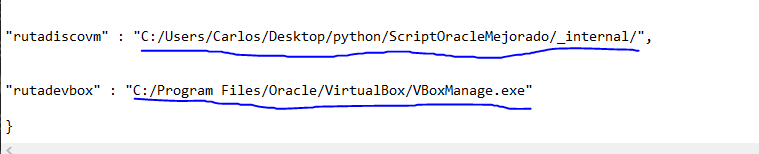 "rutadiscovm" : "C:/Users/Carlos/Desktop/python/ScriptOracleMejorado/_internal/",
"rutadevbox" : "C:/Program Files/Oracle/VirtualBox/VBoxManage.exe"
}